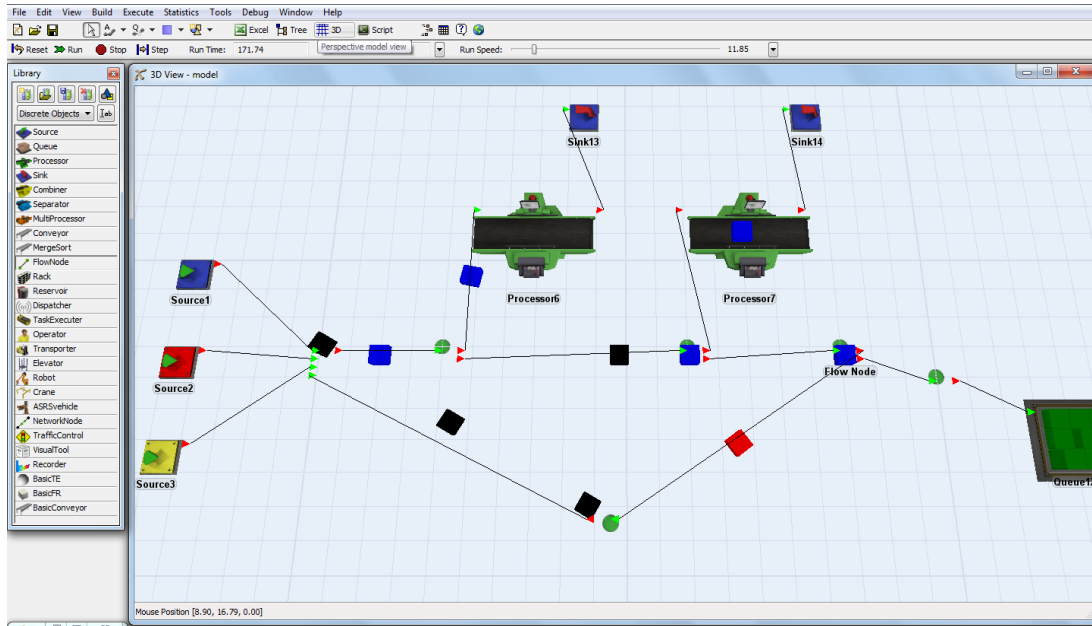 File Edit View Build Execute Statistics Tools Debug Window Help
Excel Tree 3D Script
Reset Run Stop Step Run Time: 171.74 Perspective model view Run Speed: 11.85
Library
3D View - model
Discrete Objects
Source
Queue
Processor
Sink
Combiner
Separator
MultiProcessor
Conveyor
MergeSort
FlowNode
Rack
Reservoir
Dispatcher
TaskExecuter
Operator
Transporter
Elevator
Robot
Crane
ASRSvehicle
NetworkNode
TrafficControl
VisualTool
Recorder
BasicTE
BasicFR
BasicConveyor
Sink13
Sink14
Processor6
Processor7
Source1
Source2
Source3
Flow Node
Mouse Position [8.90, 16.79, 0.00]